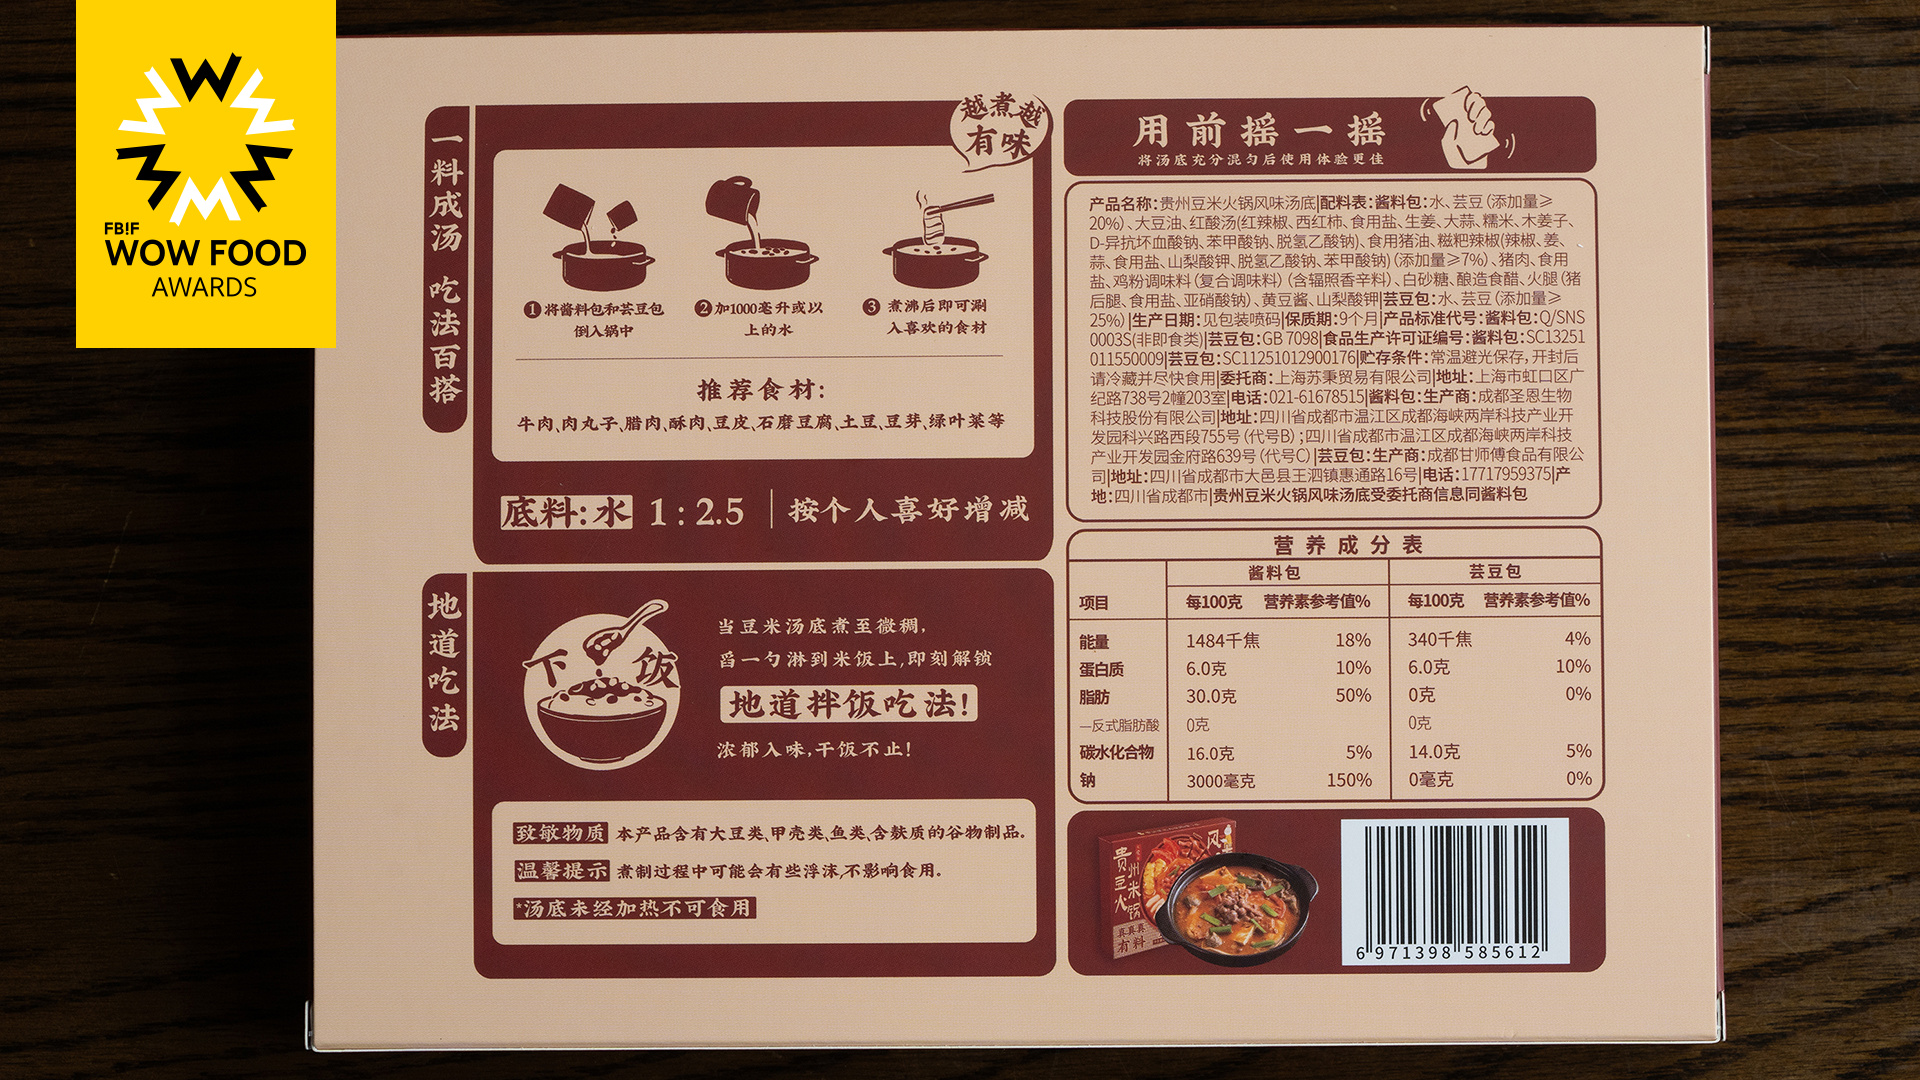 FBIF
WOW FOOD
AWARDS
一料成汤 吃法百搭
越煮越
有味
1 将酱料包和芸豆包
倒入锅中
2 加1000毫升或以
上的水
3 煮沸后即可涮
入喜欢的食材
推荐食材:
牛肉、肉丸子、腊肉、酥肉、豆皮、石磨豆腐、土豆、豆芽、绿叶菜等
底料:水 1:2.5 | 按个人喜好增减
地道吃法
下饭
当豆米汤底煮至微稠,
舀一勺淋到米饭上,即刻解锁
地道拌饭吃法!
浓郁入味,干饭不止!
致敏物质 本产品含有大豆类、甲壳类、鱼类、含麸质的谷物制品。
温馨提示 煮制过程中可能会有些浮沫,不影响食用。
*汤底未经加热不可食用
用前摇一摇
将汤底充分混匀后使用体验更佳
产品名称:贵州豆米火锅风味汤底|配料表:酱料包:水、芸豆(添加量≥
20%)、大豆油、红酸汤(红辣椒、西红柿、食用盐、生姜、大蒜、糯米、木姜子、
D-异抗坏血酸钠、苯甲酸钠、脱氢乙酸钠)、食用猪油、糍粑辣椒(辣椒、姜、
蒜、食用盐、山梨酸钾、脱氢乙酸钠、苯甲酸钠)(添加量≥7%)、猪肉、食用
盐、鸡粉调味料(复合调味料)(含辐照香辛料)、白砂糖、酿造食醋、火腿(猪
后腿、食用盐、亚硝酸钠)、黄豆酱、山梨酸钾|芸豆包:水、芸豆(添加量≥
25%)|生产日期:见包装喷码|保质期:9个月|产品标准代号:酱料包:Q/SNS
0003S(非即食类)|芸豆包:GB 7098|食品生产许可证编号:酱料包:SC13251
011550009|芸豆包:SC11251012900176|贮存条件:常温避光保存,开封后
请冷藏并尽快食用|委托商:上海苏秉贸易有限公司|地址:上海市虹口区广
纪路738号2幢203室|电话:021-61678515|酱料包:生产商:成都圣恩生物
科技股份有限公司|地址:四川省成都市温江区成都海峡两岸科技产业开
发园科兴路西段755号(代号B);四川省成都市温江区成都海峡两岸科技
产业开发园金府路639号(代号C)|芸豆包:生产商:成都甘师傅食品有限公
司|地址:四川省成都市大邑县王泗镇惠通路16号|电话:17717959375|产
地:四川省成都市|贵州豆米火锅风味汤底受委托商信息同酱料包
营养成分表
酱料包 芸豆包
项目 每100克 营养素参考值% 每100克 营养素参考值%
能量 1484千焦 18% 340千焦 4%
蛋白质 6.0克 10% 6.0克 10%
脂肪 30.0克 50% 0克 0%
—反式脂肪酸 0克 0克
碳水化合物 16.0克 5% 14.0克 5%
钠 3000毫克 150% 0毫克 0%
贵州
豆米
火锅
真真真
有料
风
6 971398 585612